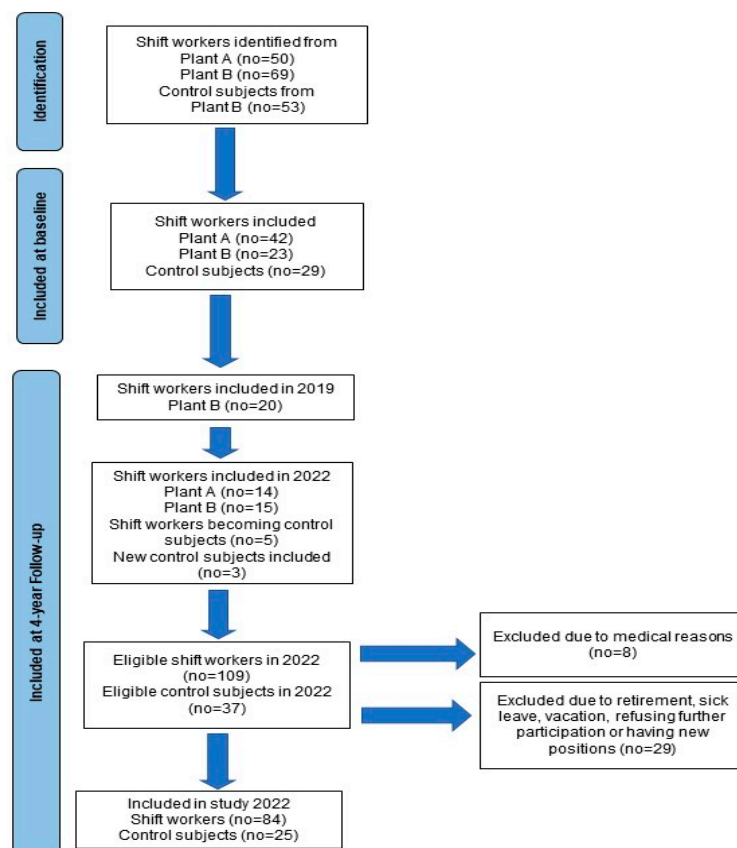 Identification
Shift workers identified from
Plant A (no=50)
Plant B (no=69)
Control subjects from
Plant B (no=53)
Included at baseline
Shift workers included
Plant A (no=42)
Plant B (no=23)
Control subjects (no=29)
Included at 4-year Follow-up
Shift workers included in 2019
Plant B (no=20)
Shift workers included in 2022
Plant A (no=14)
Plant B (no=15)
Shift workers becoming control
subjects (no=5)
New control subjects included
(no=3)
Eligible shift workers in 2022
(no=109)
Eligible control subjects in 2022
(no=37)
Excluded due to medical reasons
(no=8)
Excluded due to retirement, sick
leave, vacation, refusing further
participation or having new
positions (no=29)
Included in study 2022
Shift workers (no=84)
Control subjects (no=25)